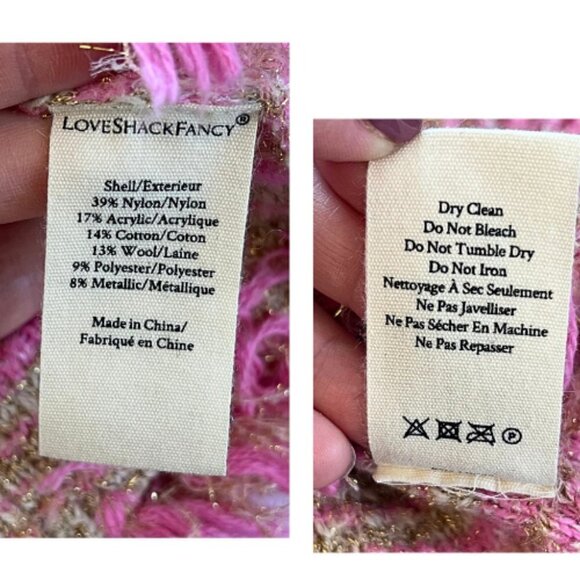 LOVESHACKFANCY®
Shell/Exterieur
39% Nylon/Nylon
17% Acrylic/Acrylique
14% Cotton/Coton
13% Wool/Laine
9% Polyester/Polyester
8% Metallic/Métallique
Made in China/
Fabriqué en Chine
Dry Clean
Do Not Bleach
Do Not Tumble Dry
Do Not Iron
Nettoyage À Sec Seulement
Ne Pas Javelliser
Ne Pas Sécher En Machine
Ne Pas Repasser
P